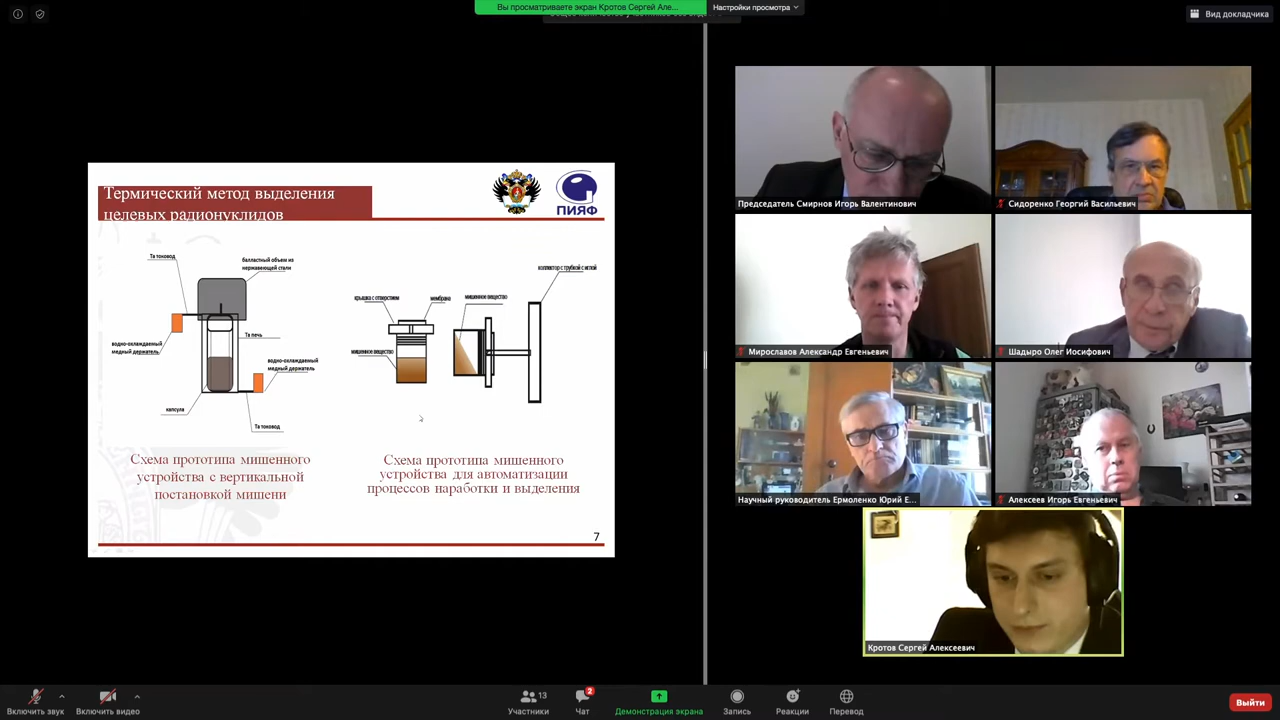 Вы просматриваете экран Кротов Сергей Але...
Настройки просмотра
Вид докладчика
Термический метод выделения
целевых радионуклидов
ПИЯФ
Та токовод
балластный объем из
нержавеющей стали
Та печь
водно-охлаждаемый
медный держатель
водно-охлаждаемый
медный держатель
капсула
Та токовод
коллектор с трубкой с иглой
крышка с отверстием
мембрана
мишенное вещество
мишенное вещество
Схема прототипа мишенного
устройства с вертикальной
постановкой мишени
Схема прототипа мишенного
устройства для автоматизации
процессов наработки и выделения
7
Председатель Смирнов Игорь Валентинович
Сидоренко Георгий Васильевич
Мирославов Александр Евгеньевич
Шадыро Олег Иосифович
Научный руководитель Ермоленко Юрий Е...
Алексеев Игорь Евгеньевич
Кротов Сергей Алексеевич
Включить звук
Включить видео
13
Участники
2
Чат
Демонстрация экрана
Запись
Реакции
Перевод
Выйти